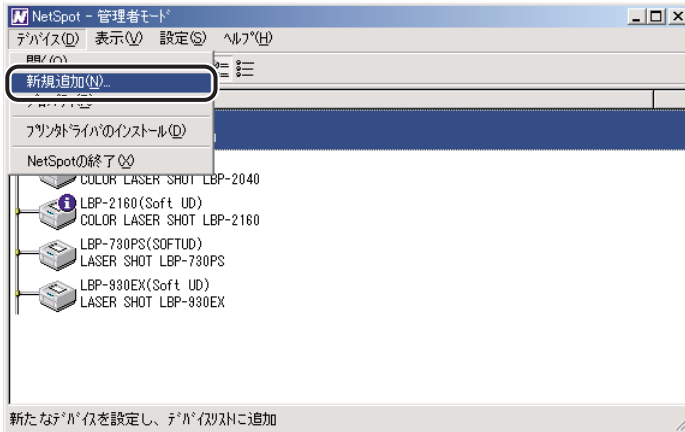 NetSpot - 管理者ﾓｰﾄﾞ
ﾃﾞﾊﾞｲｽ(D) 表示(V) 設定(S) ﾍﾙﾌﾟ(H)
新規追加(N)...
ﾌﾟﾘﾝﾀﾄﾞﾗｲﾊﾞのｲﾝｽﾄｰﾙ(D)
NetSpotの終了(X)
COLOR LASER SHOT LBP-2040
LBP-2160(Soft UD)
COLOR LASER SHOT LBP-2160
LBP-730PS(SOFTUD)
LASER SHOT LBP-730PS
LBP-930EX(Soft UD)
LASER SHOT LBP-930EX
新たなﾃﾞﾊﾞｲｽを設定し、ﾃﾞﾊﾞｲｽﾘｽﾄに追加